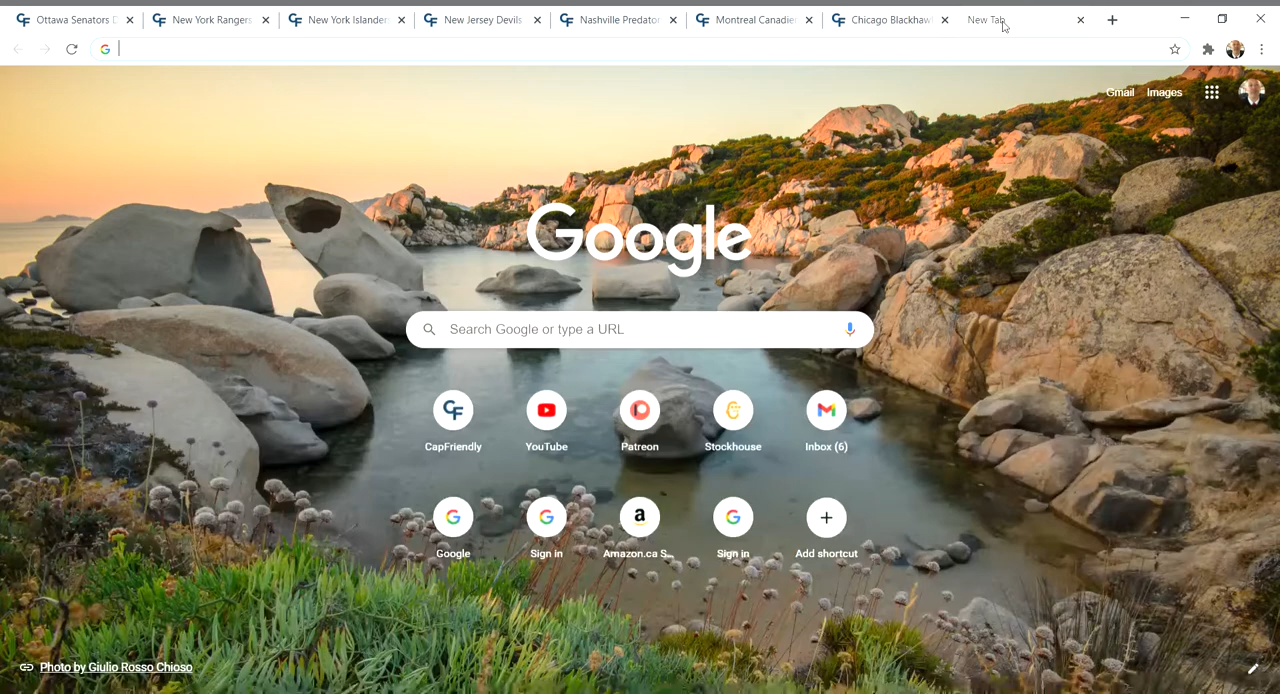 Ottawa Senators D
New York Rangers
New York Islander
New Jersey Devils
Nashville Predator
Montreal Canadien
Chicago Blackhawl
New Tab
Gmail Images
Google
Search Google or type a URL
CapFriendly
YouTube
Patreon
Stockhouse
Inbox (6)
Google
Sign in
Amazon.ca S...
Sign in
Add shortcut
Photo by Giulio Rosso Chioso